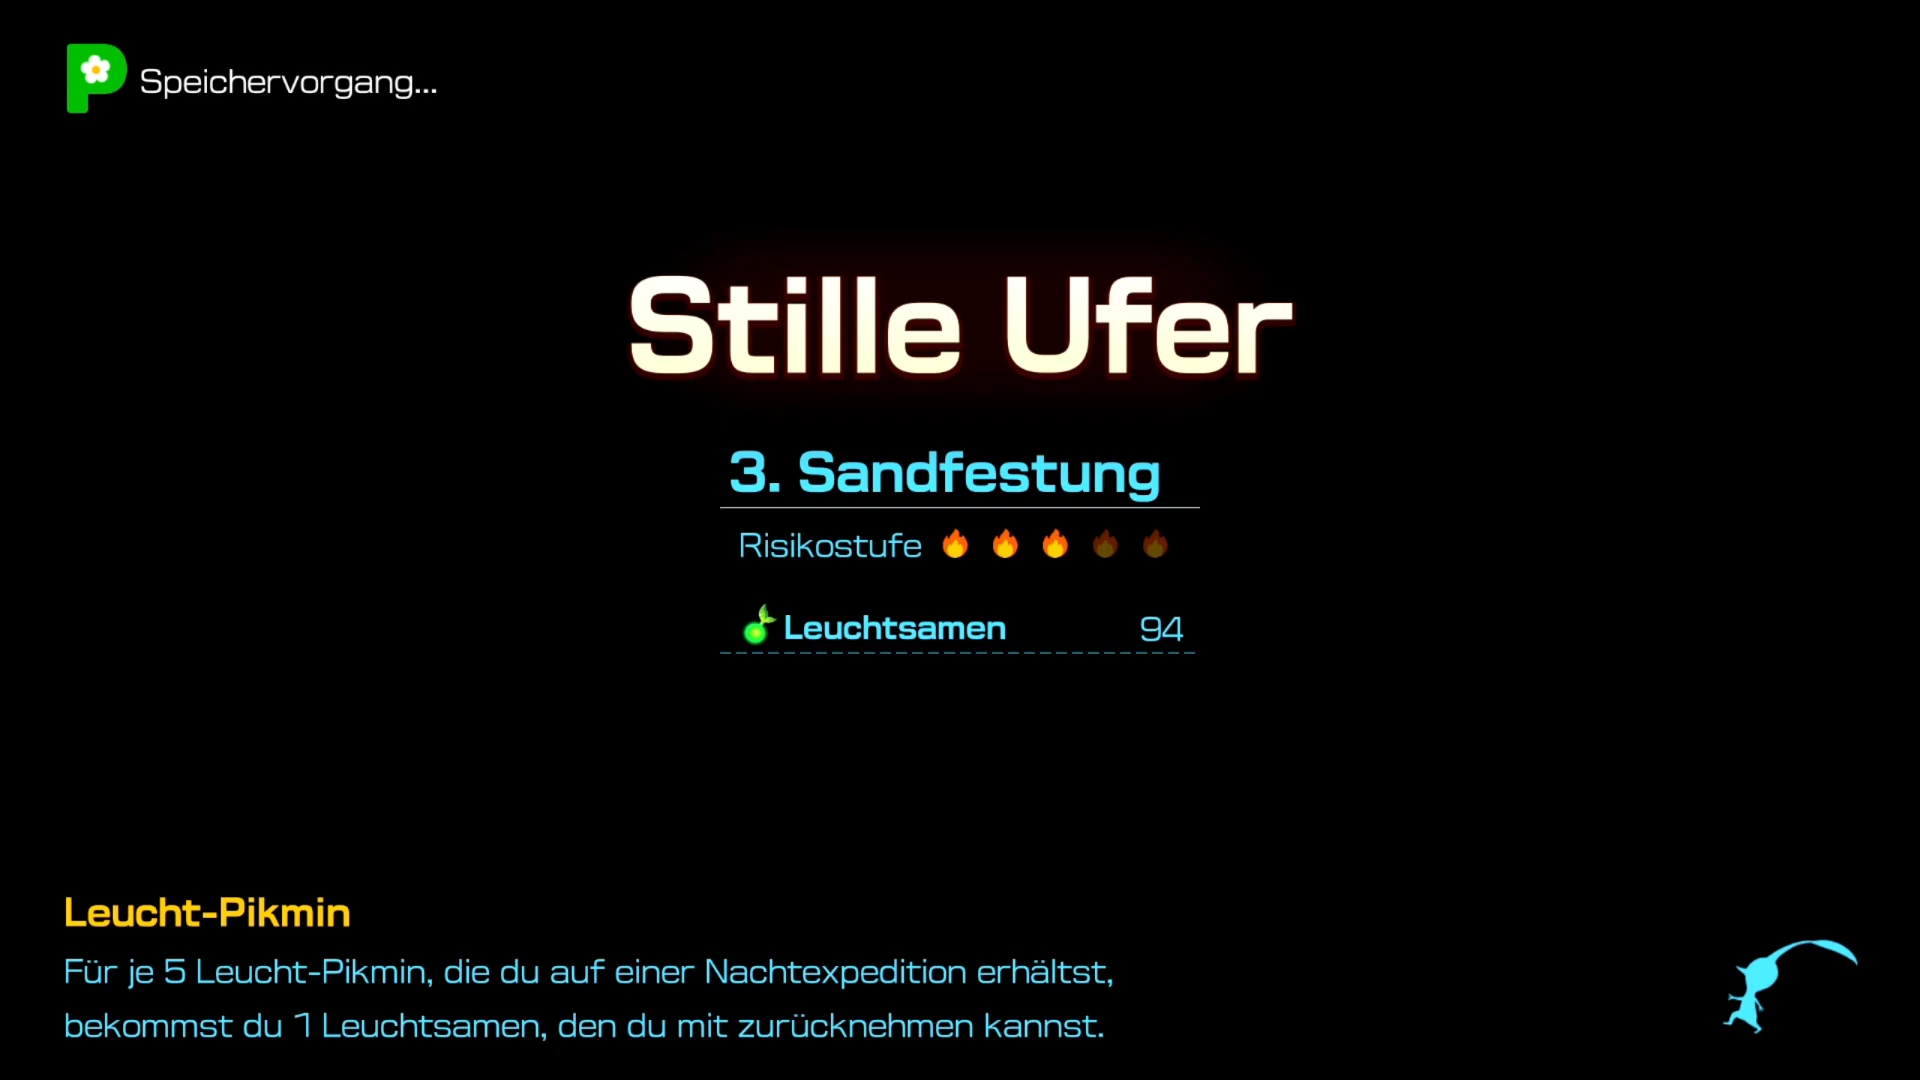 P Speichervorgang...
Stille Ufer
3. Sandfestung
Risikostufe
Leuchtsamen 94
Leucht-Pikmin
Für je 5 Leucht-Pikmin, die du auf einer Nachtexpedition erhältst,
bekommst du 1 Leuchtsamen, den du mit zurücknehmen kannst.